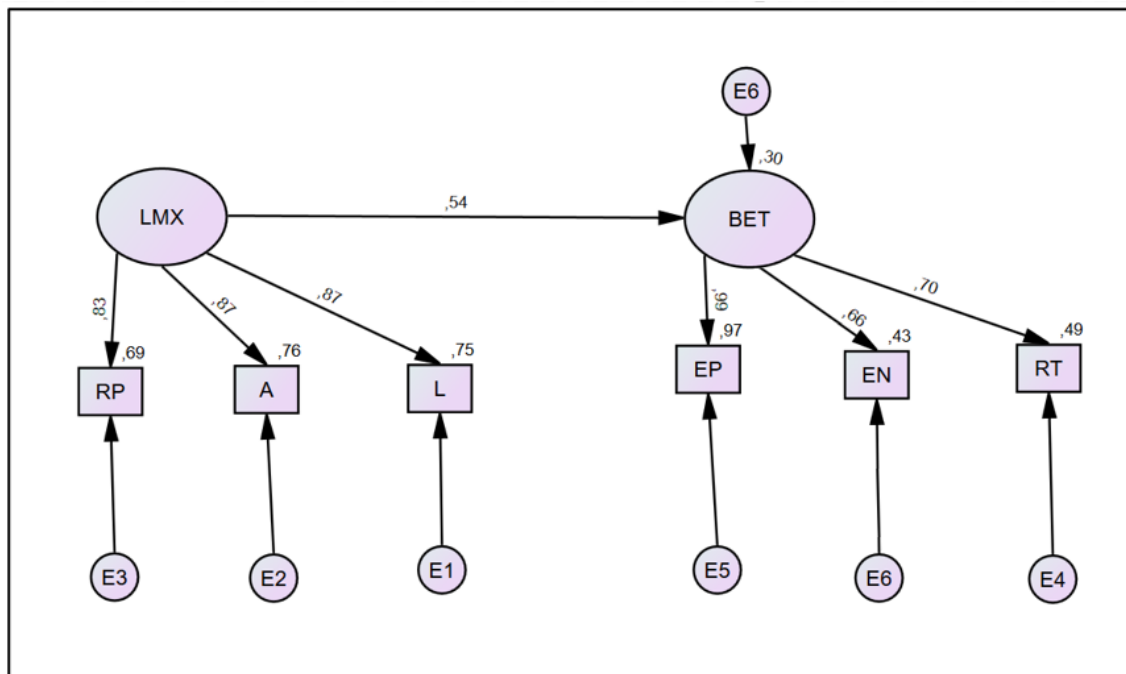 E6
,30
LMX
,54
BET
,83
,87
,87
,99
,66
,70
,69
,76
,75
,97
,43
,49
RP
A
L
EP
EN
RT
E3
E2
E1
E5
E6
E4